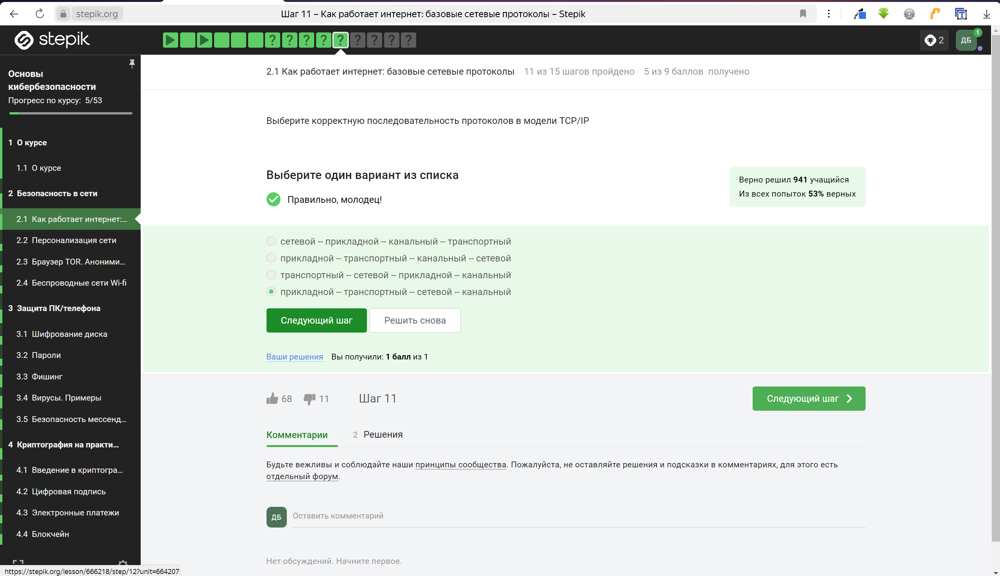 stepik.org
Шаг 11 – Как работает интернет: базовые сетевые протоколы – Stepik
stepik
? ? ? ? ? ? ? ? ?
2
ДБ
1
Основы
кибербезопасности
Прогресс по курсу: 5/53
1 О курсе
1.1 О курсе
2 Безопасность в сети
2.1 Как работает интернет:...
2.2 Персонализация сети
2.3 Браузер TOR. Аноними...
2.4 Беспроводные сети Wi-fi
3 Защита ПК/телефона
3.1 Шифрование диска
3.2 Пароли
3.3 Фишинг
3.4 Вирусы. Примеры
3.5 Безопасность мессенд...
4 Криптография на практи...
4.1 Введение в криптогра...
4.2 Цифровая подпись
4.3 Электронные платежи
4.4 Блокчейн
2.1 Как работает интернет: базовые сетевые протоколы 11 из 15 шагов пройдено 5 из 9 баллов получено
Выберите корректную последовательность протоколов в модели TCP/IP
Выберите один вариант из списка
Правильно, молодец!
Верно решил 941 учащийся
Из всех попыток 53% верных
сетевой -- прикладной -- канальный -- транспортный
прикладной -- транспортный -- канальный -- сетевой
транспортный -- сетевой -- прикладной -- канальный
прикладной -- транспортный -- сетевой -- канальный
Следующий шаг
Решить снова
Ваши решения Вы получили: 1 балл из 1
68 11 Шаг 11
Следующий шаг
Комментарии
2 Решения
Будьте вежливы и соблюдайте наши принципы сообщества. Пожалуйста, не оставляйте решения и подсказки в комментариях, для этого есть
отдельный форум.
ДБ
Оставить комментарий
Нет обсуждений. Начните первое.
https://stepik.org/lesson/666218/step/12?unit=664207